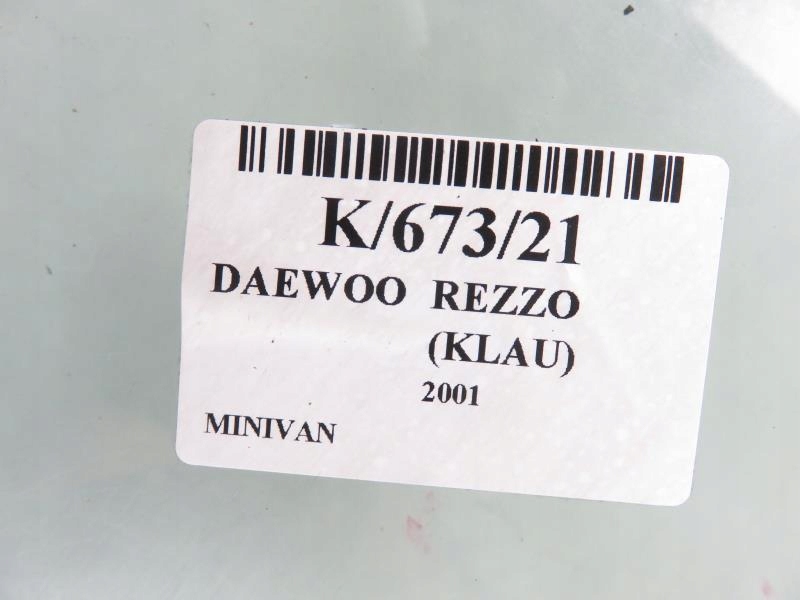 K/673/21
DAEWOO REZZO
(KLAU)
2001
MINIVAN